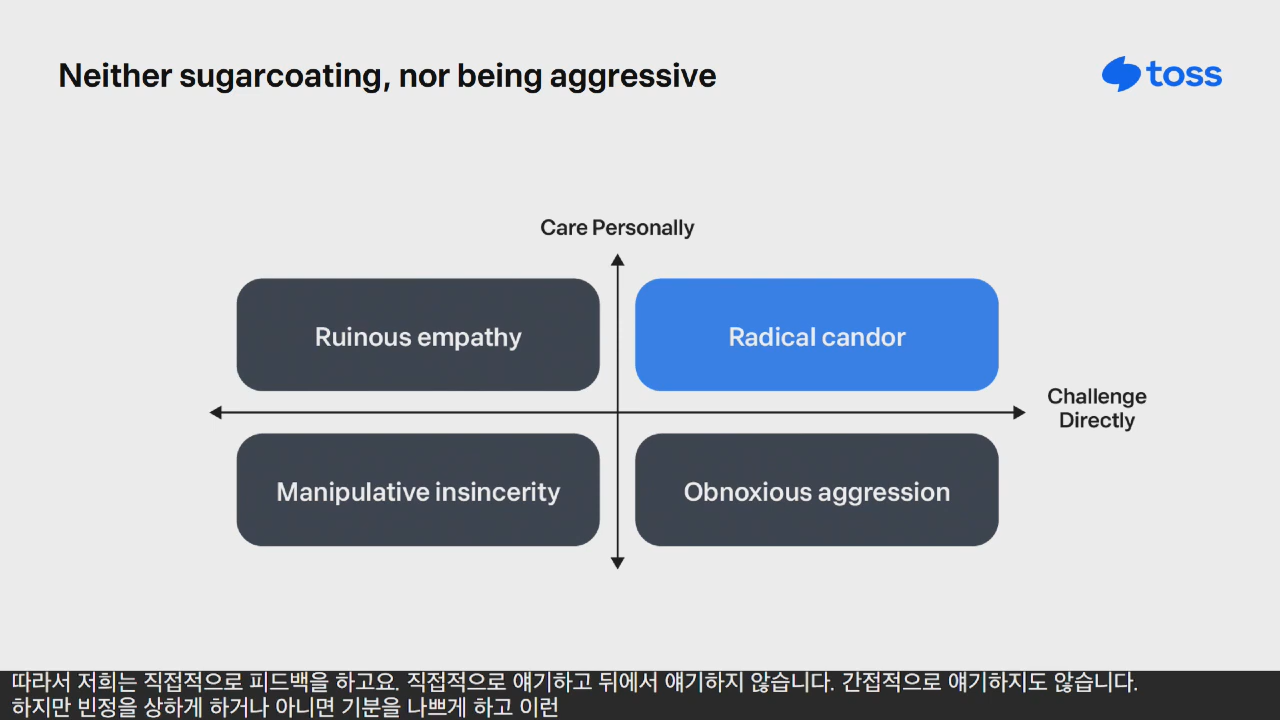 Neither sugarcoating, nor being aggressive
toss
Care Personally
Ruinous empathy
Radical candor
Challenge
Directly
Manipulative insincerity
Obnoxious aggression
따라서 저희는 직접적으로 피드백을 하고요. 직접적으로 얘기하고 뒤에서 얘기하지 않습니다. 간접적으로 얘기하지도 않습니다.
하지만 빈정을 상하게 하거나 아니면 기분을 나쁘게 하고 이런